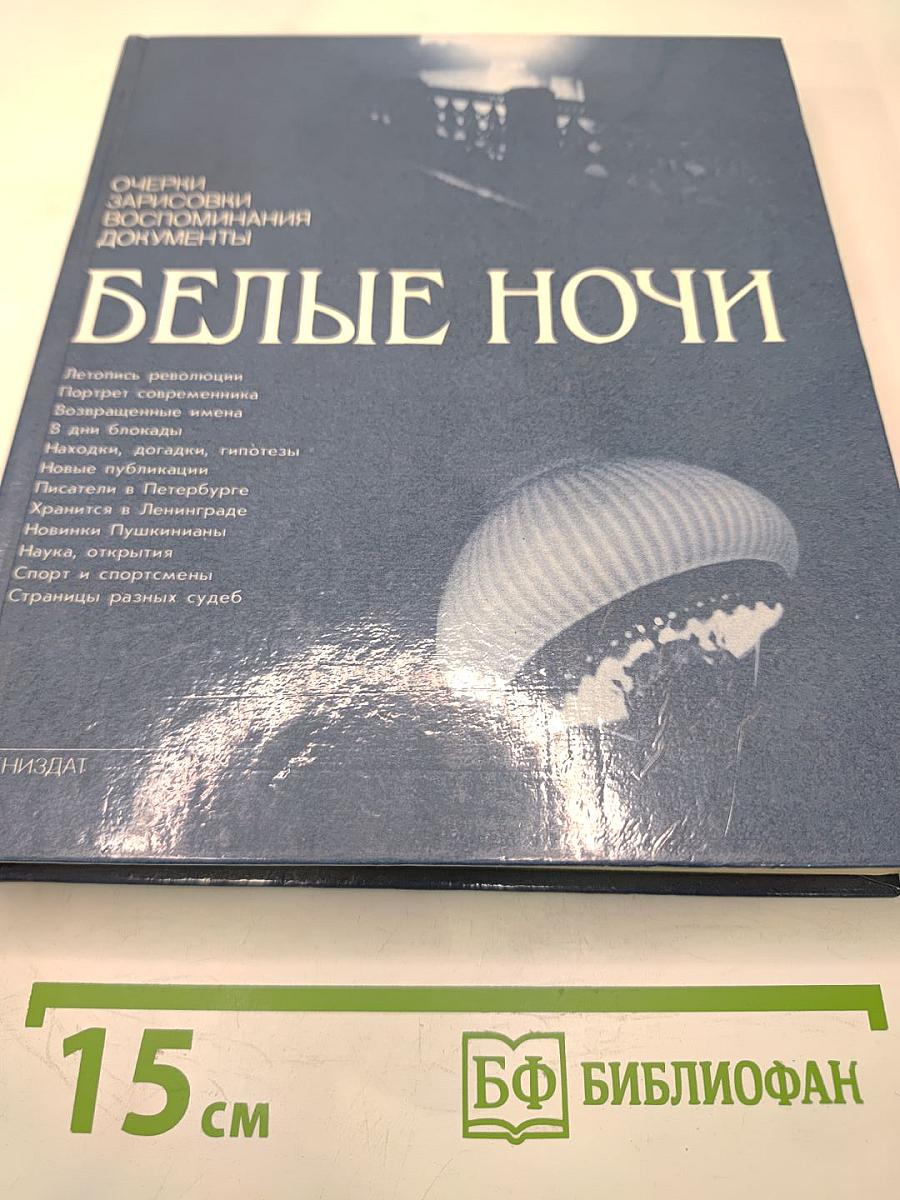 ОЧЕРКИ
ЗАРИСОВКИ
ВОСПОМИНАНИЯ
ДОКУМЕНТЫ
БЕЛЫЕ НОЧИ
Летопись революции
Портрет современника
Возвращенные имена
В дни блокады
Находки, догадки, гипотезы
Новые публикации
Писатели в Петербурге
Хранится в Ленинграде
Новинки Пушкинианы
Наука, открытия
Спорт и спортсмены
Страницы разных судеб
НИЗДАТ
15 см
БФ БИБЛИОФАН